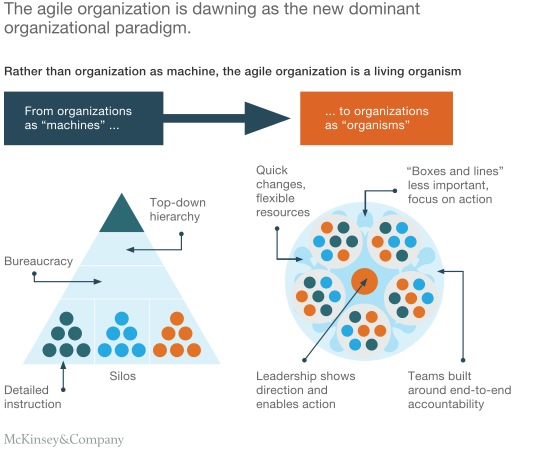 The agile organization is dawning as the new dominant
organizational paradigm.
Rather than organization as machine, the agile organization is a living organism
From organizations
as “machines” ...
... to organizations
as “organisms”
Top-down
hierarchy
Bureaucracy
Silos
Detailed
instruction
Quick
changes,
flexible
resources
“Boxes and lines”
less important,
focus on action
Leadership shows
direction and
enables action
Teams built
around end-to-end
accountability
McKinsey&Company